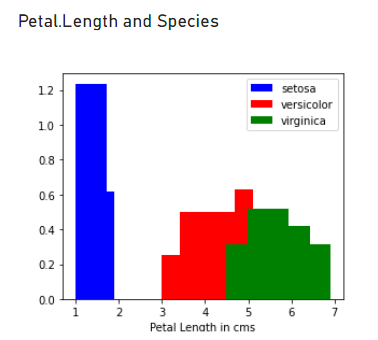 Petal.Length and Species
setosa
versicolor
virginica
1.2
1.0
0.8
0.6
0.4
0.2
0.0
1 2 3 4 5 6 7
Petal Length in cms